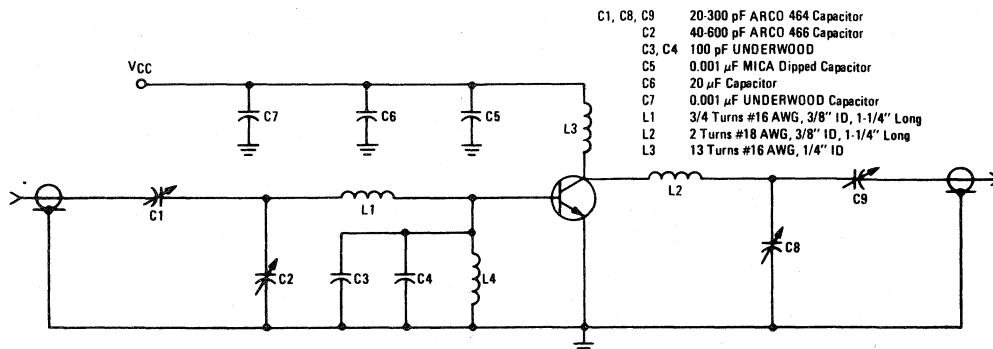 C1, C8, C9 20-300 pF ARCO 464 Capacitor
C2 40-600 pF ARCO 466 Capacitor
C3, C4 100 pF UNDERWOOD
C5 0.001 μF MICA Dipped Capacitor
C6 20 μF Capacitor
C7 0.001 μF UNDERWOOD Capacitor
L1 3/4 Turns #16 AWG, 3/8" ID, 1-1/4" Long
L2 2 Turns #18 AWG, 3/8" ID, 1-1/4" Long
L3 13 Turns #16 AWG, 1/4" ID
VCC
C7
C6
C5
L3
C1
L1
L2
C9
C2
C3
C4
L4
C8